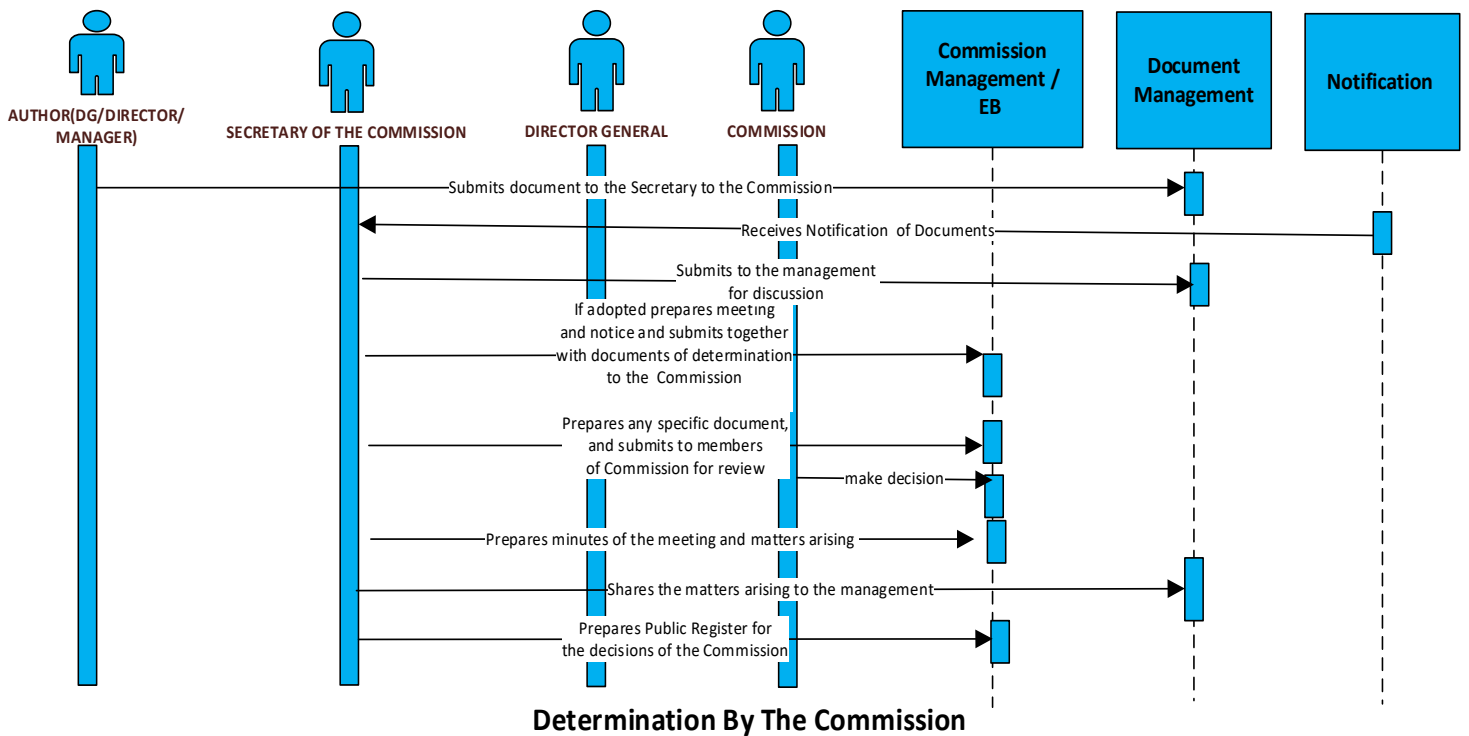 AUTHOR(DG/DIRECTOR/
MANAGER)
SECRETARY OF THE COMMISSION
DIRECTOR GENERAL
COMMISSION
Commission
Management /
EB
Document
Management
Notification
Submits document to the Secretary to the Commission
Receives Notification of Documents
Submits to the management
for discussion
If adopted prepares meeting
and notice and submits together
with documents of determination
to the Commission
Prepares any specific document,
and submits to members
of Commission for review
make decision
Prepares minutes of the meeting and matters arising
Shares the matters arising to the management
Prepares Public Register for
the decisions of the Commission
Determination By The Commission